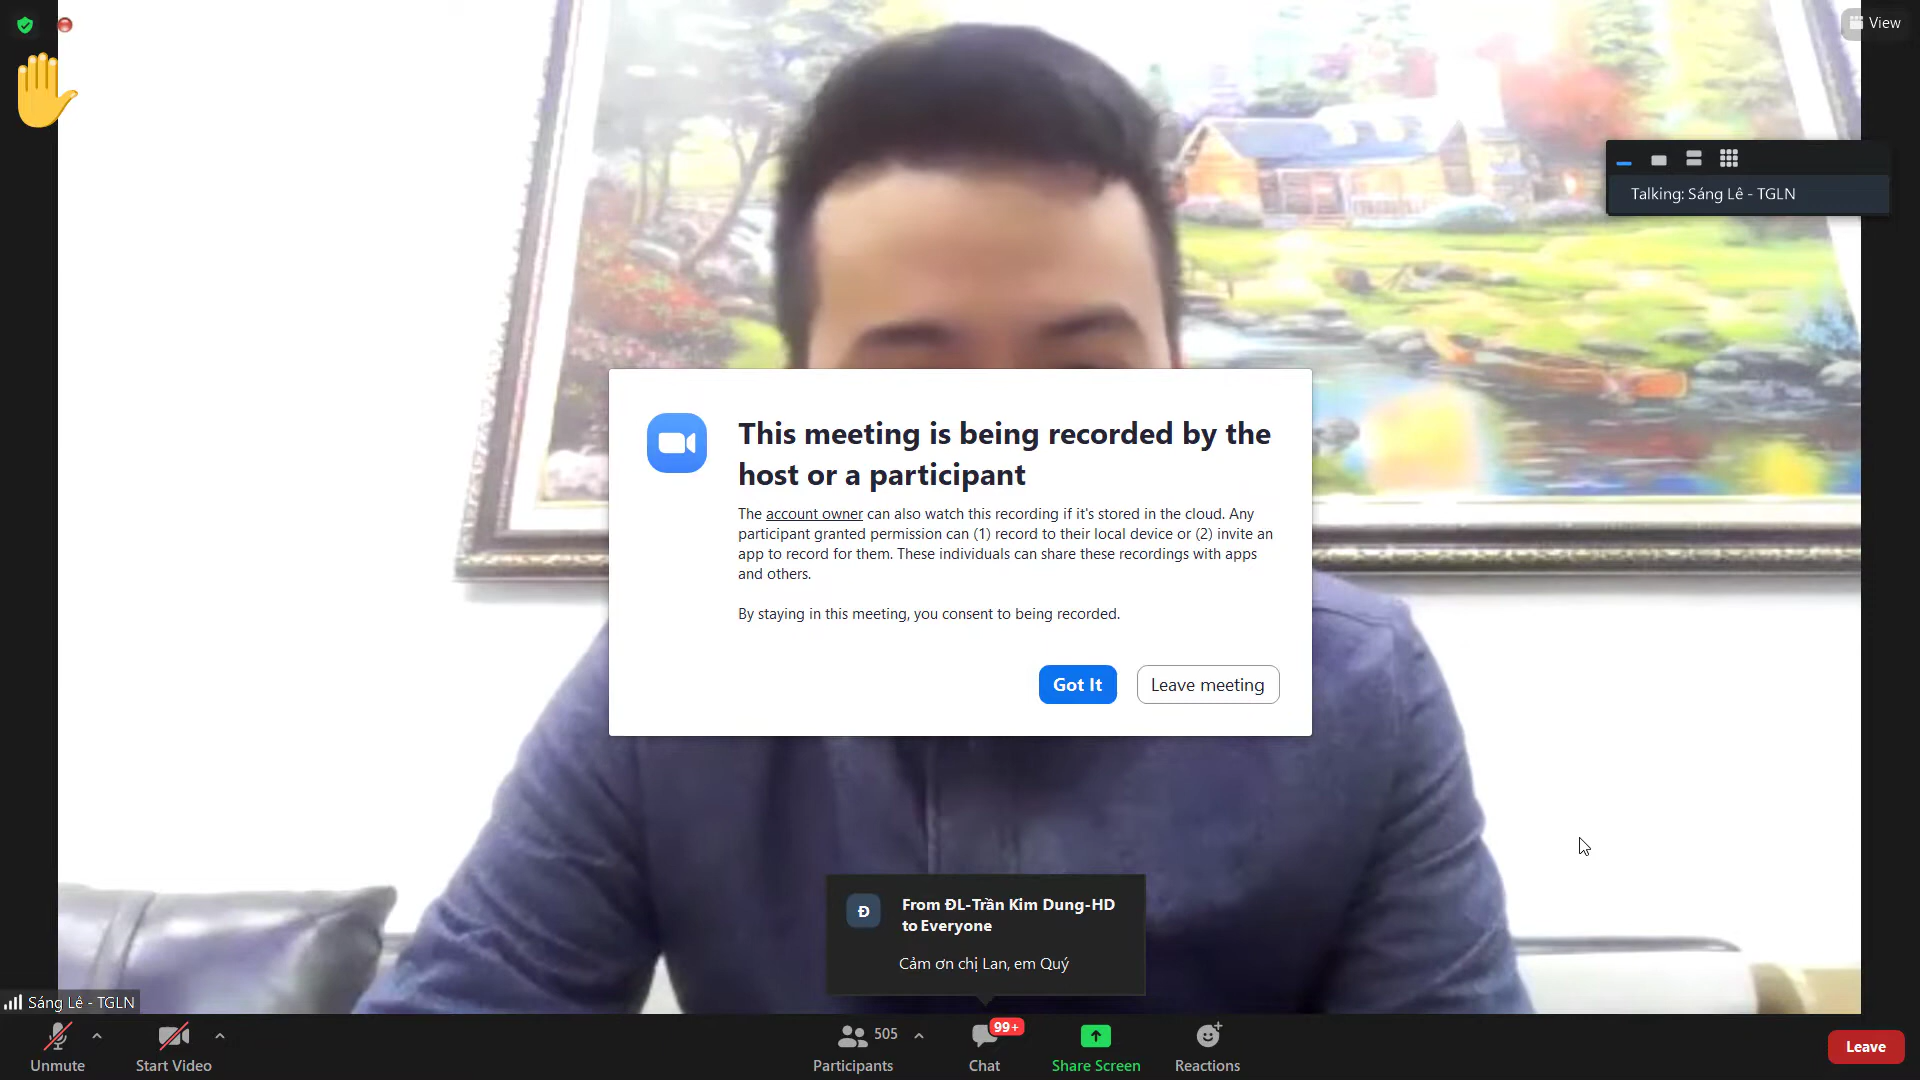 View
Talking: Sáng Lê - TGLN
This meeting is being recorded by the
host or a participant
The account owner can also watch this recording if it's stored in the cloud. Any
participant granted permission can (1) record to their local device or (2) invite an
app to record for them. These individuals can share these recordings with apps
and others.
By staying in this meeting, you consent to being recorded.
Got It
Leave meeting
Đ
From ĐL-Trần Kim Dung-HD
to Everyone
Cảm ơn chị Lan, em Quý
Sáng Lê - TGLN
Unmute
Start Video
505
Participants
99+
Chat
Share Screen
Reactions
Leave